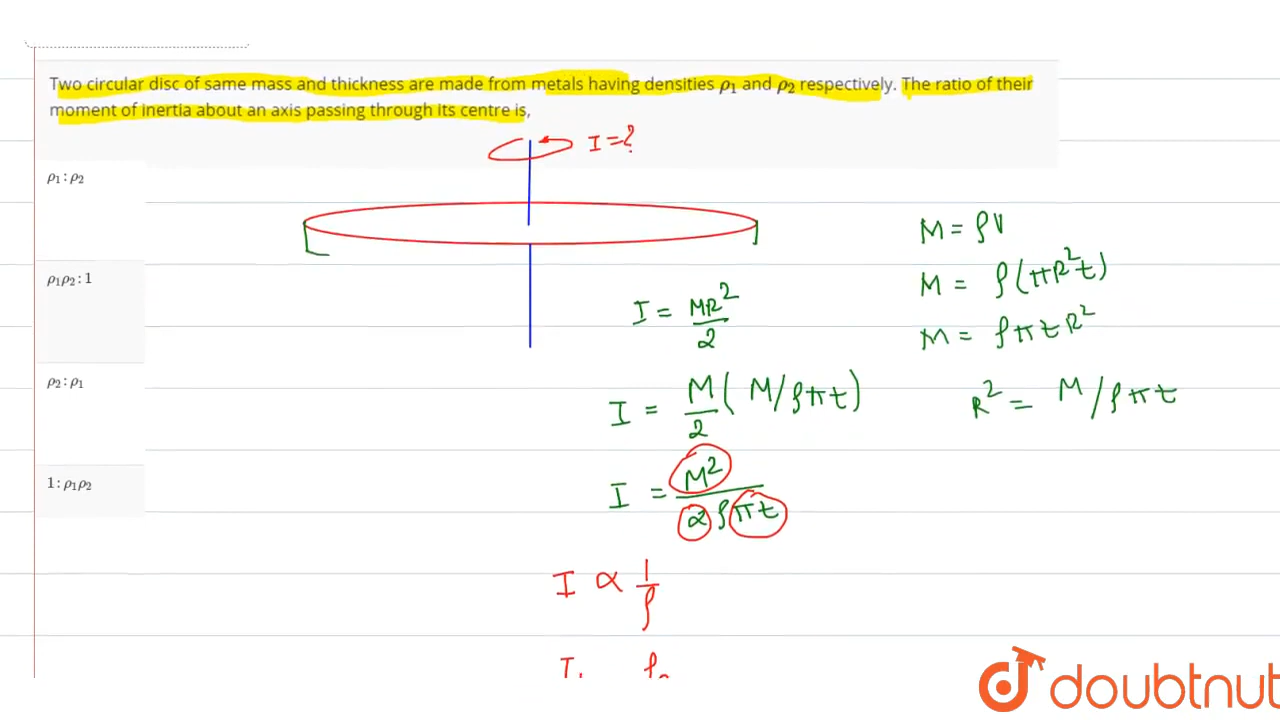 Two circular disc of same mass and thickness are made from metals having densities ρ₁ and ρ₂ respectively. The ratio of their
moment of inertia about an axis passing through its centre is,
I = ?
ρ₁ : ρ₂
ρ₁ρ₂ : 1
ρ₂ : ρ₁
1 : ρ₁ρ₂
I = MR²/2
I = M/2 ( M/ρπt )
I = M²/2ρπt
I ∝ 1/ρ
M = ρV
M = ρ(πR²t)
M = ρπtR²
R² = M/ρπt
doubtnut